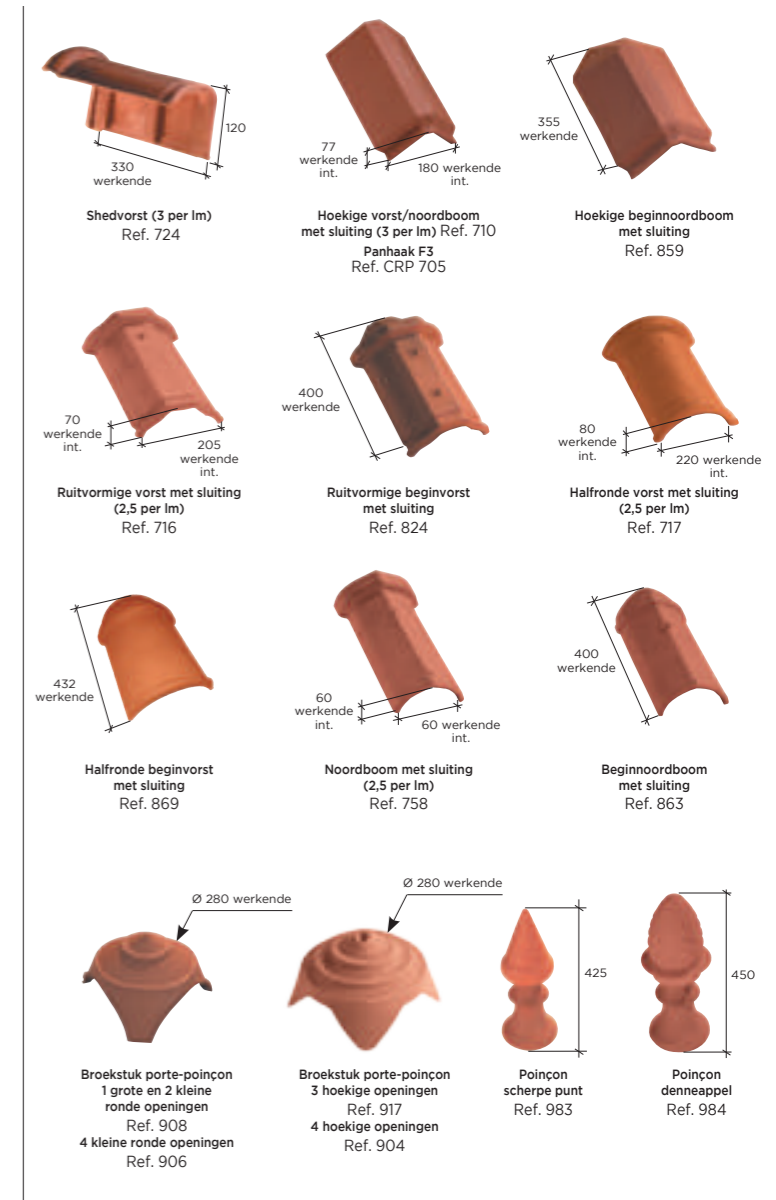 120
330
werkende
Shedvorst (3 per lm)
Ref. 724
77
werkende
int.
180 werkende
int.
Hoekige vorst/noordboom
met sluiting (3 per lm) Ref. 710
Panhaak F3
Ref. CRP 705
355
werkende
Hoekige beginnoordboom
met sluiting
Ref. 859
70
werkende
int.
205
werkende
int.
Ruitvormige vorst met sluiting
(2,5 per lm)
Ref. 716
400
werkende
Ruitvormige beginvorst
met sluiting
Ref. 824
80
werkende
int.
220 werkende
int.
Halfronde vorst met sluiting
(2,5 per lm)
Ref. 717
432
werkende
Halfronde beginvorst
met sluiting
Ref. 869
60
werkende
int.
60 werkende
int.
Noordboom met sluiting
(2,5 per lm)
Ref. 758
400
werkende
Beginnoordboom
met sluiting
Ref. 863
Ø 280 werkende
Broekstuk porte-poinçon
1 grote en 2 kleine
ronde openingen
Ref. 908
4 kleine ronde openingen
Ref. 906
Ø 280 werkende
Broekstuk porte-poinçon
3 hoekige openingen
Ref. 917
4 hoekige openingen
Ref. 904
425
Poinçon
scherpe punt
Ref. 983
450
Poinçon
denneappel
Ref. 984